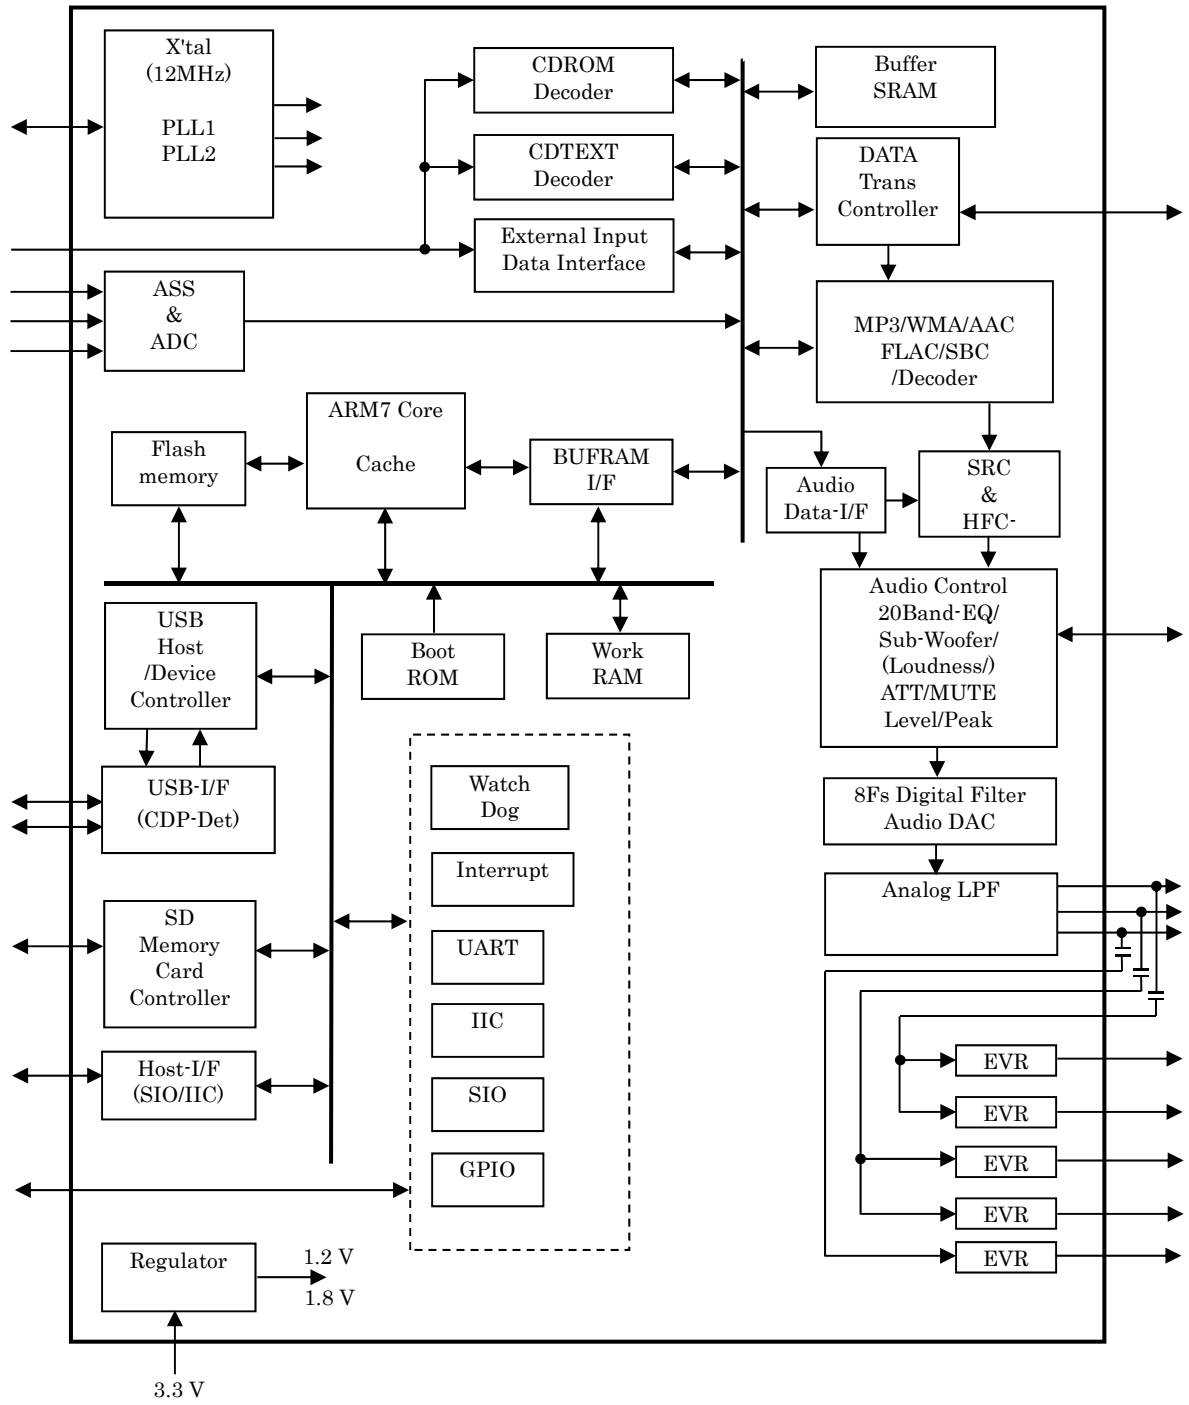 X'tal
(12MHz)
PLL1
PLL2
CDROM
Decoder
Buffer
SRAM
CDTEXT
Decoder
DATA
Trans
Controller
External Input
Data Interface
ASS
&
ADC
MP3/WMA/AAC
FLAC/SBC
/Decoder
ARM7 Core
Cache
Flash
memory
BUFRAM
I/F
Audio
Data-I/F
SRC
&
HFC-
Audio Control
20Band-EQ/
Sub-Woofer/
(Loudness/)
ATT/MUTE
Level/Peak
USB
Host
/Device
Controller
Boot
ROM
Work
RAM
USB-I/F
(CDP-Det)
Watch
Dog
8Fs Digital Filter
Audio DAC
Interrupt
Analog LPF
SD
Memory
Card
Controller
UART
IIC
Host-I/F
(SIO/IIC)
SIO
GPIO
EVR
EVR
EVR
EVR
EVR
Regulator
1.2 V
1.8 V
3.3 V